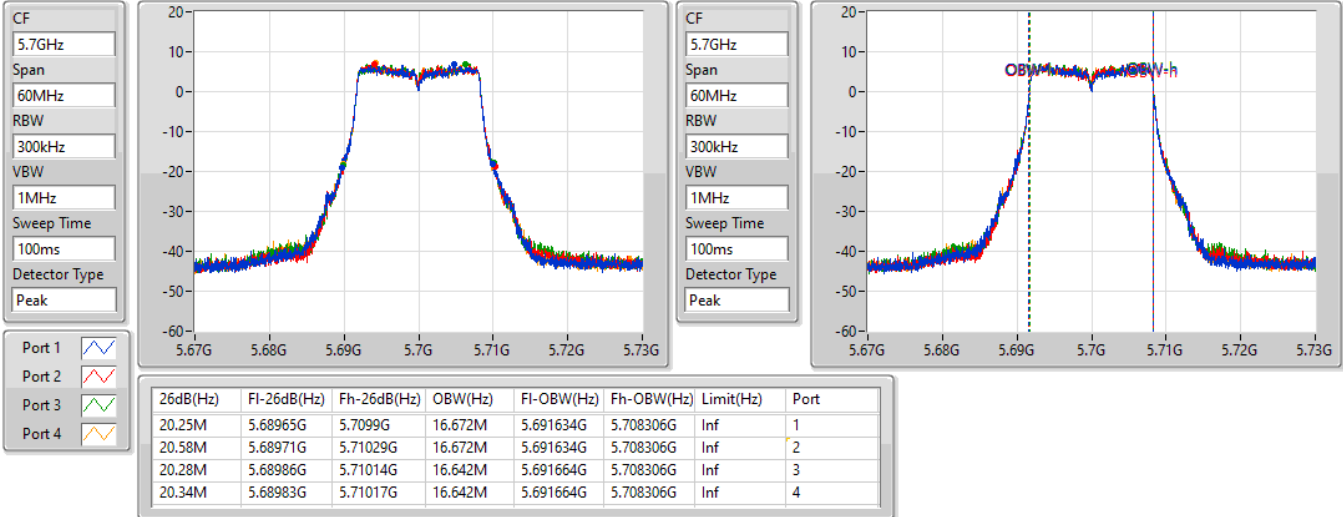 CF
5.7GHz
Span
60MHz
RBW
300kHz
VBW
1MHz
Sweep Time
100ms
Detector Type
Peak
20
10
0
-10
-20
-30
-40
-50
-60
5.67G 5.68G 5.69G 5.7G 5.71G 5.72G 5.73G
CF
5.7GHz
Span
60MHz
RBW
300kHz
VBW
1MHz
Sweep Time
100ms
Detector Type
Peak
20
10
0
-10
-20
-30
-40
-50
-60
OBW-h
5.67G 5.68G 5.69G 5.7G 5.71G 5.72G 5.73G
Port 1
Port 2
Port 3
Port 4
26dB(Hz) Fl-26dB(Hz) Fh-26dB(Hz) OBW(Hz) Fl-OBW(Hz) Fh-OBW(Hz) Limit(Hz) Port
20.25M 5.68965G 5.7099G 16.672M 5.691634G 5.708306G Inf 1
20.58M 5.68971G 5.71029G 16.672M 5.691634G 5.708306G Inf 2
20.28M 5.68986G 5.71014G 16.642M 5.691664G 5.708306G Inf 3
20.34M 5.68983G 5.71017G 16.642M 5.691664G 5.708306G Inf 4